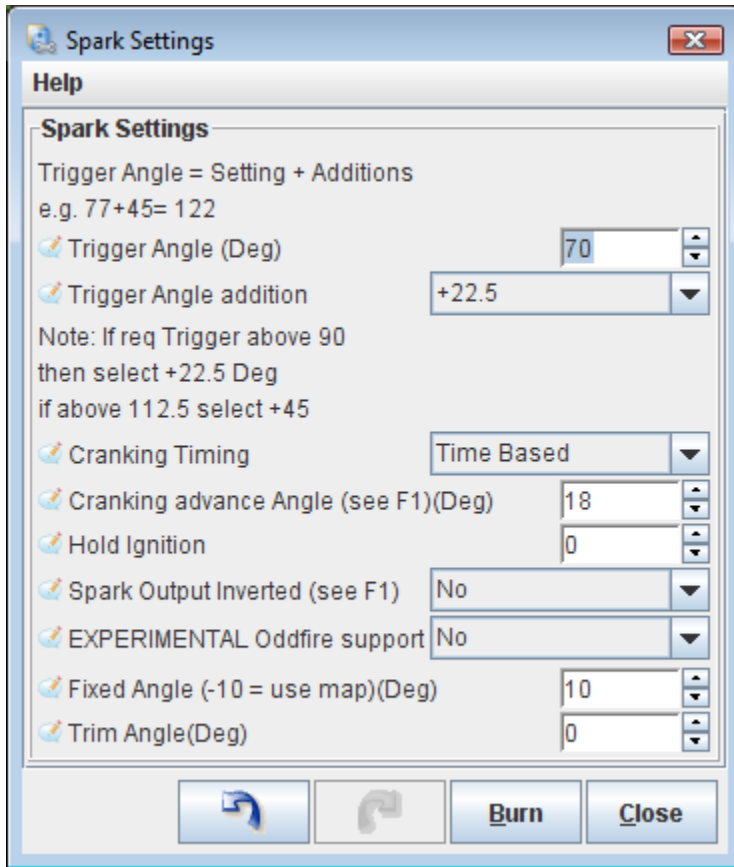 Spark Settings
Help
Spark Settings
Trigger Angle = Setting + Additions
e.g. 77+45= 122
Trigger Angle (Deg) 70
Trigger Angle addition +22.5
Note: If req Trigger above 90
then select +22.5 Deg
if above 112.5 select +45
Cranking Timing Time Based
Cranking advance Angle (see F1)(Deg) 18
Hold Ignition 0
Spark Output Inverted (see F1) No
EXPERIMENTAL Oddfire support No
Fixed Angle (-10 = use map)(Deg) 10
Trim Angle(Deg) 0
Burn Close